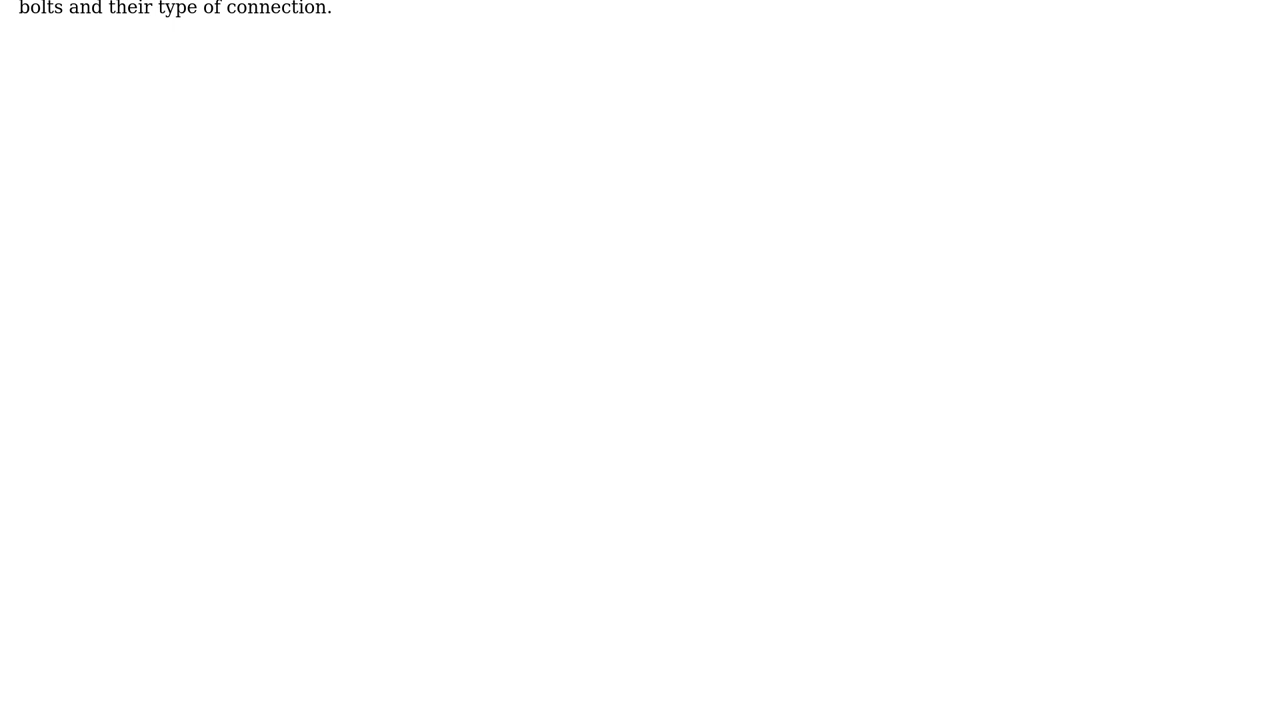 bolts and their type of connection.